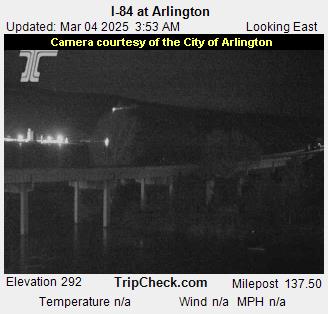 I-84 at Arlington
Updated: Mar 04 2025 3:53 AM Looking East
Camera courtesy of the City of Arlington
Elevation 292 TripCheck.com Milepost 137.50
Temperature n/a Wind n/a MPH n/a